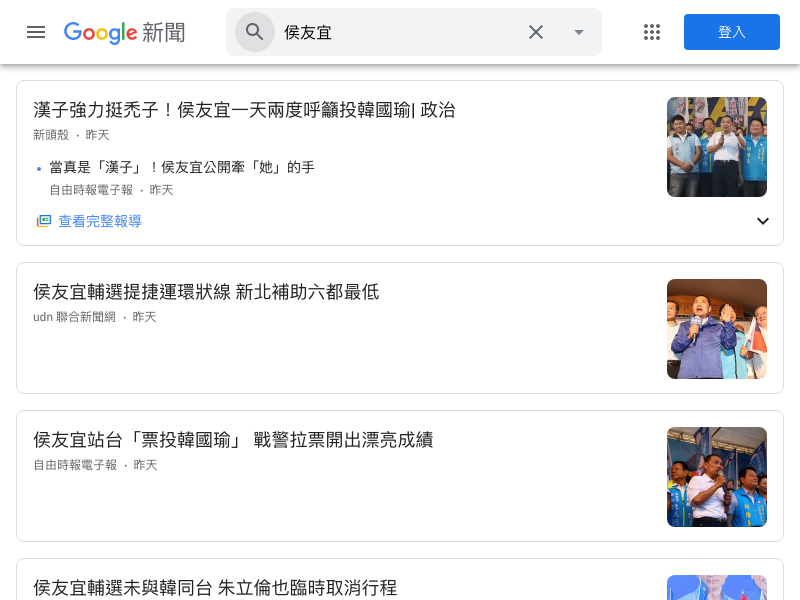 Google 新聞
侯友宜
登入
漢子強力挺禿子！侯友宜一天兩度呼籲投韓國瑜| 政治
新頭殼 · 昨天
當真是「漢子」！侯友宜公開牽「她」的手
自由時報電子報 · 昨天
查看完整報導
侯友宜輔選提捷運環狀線 新北補助六都最低
udn 聯合新聞網 · 昨天
侯友宜站台「票投韓國瑜」 戰警拉票開出漂亮成績
自由時報電子報 · 昨天
侯友宜輔選未與韓同台 朱立倫也臨時取消行程